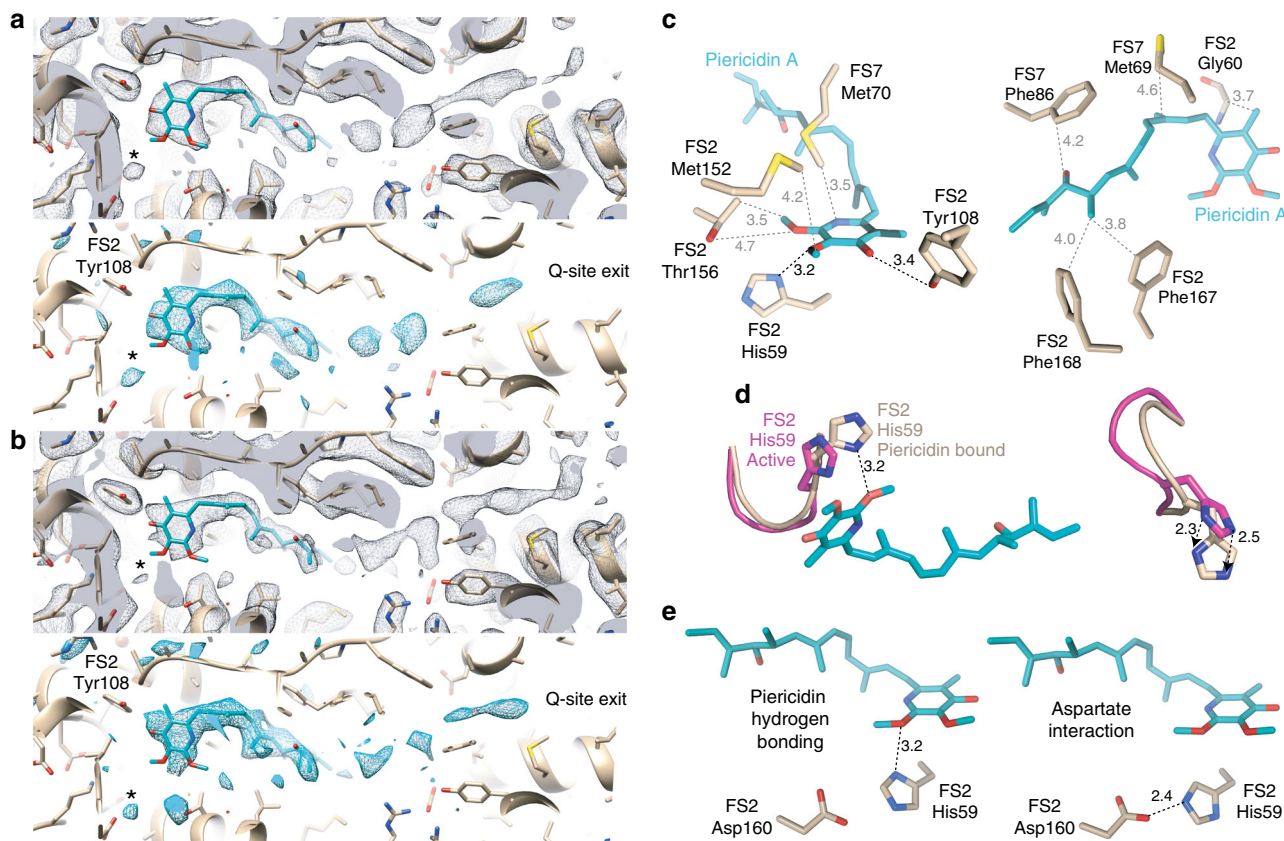 a
*
FS2
Tyr108
Q-site exit
*
b
*
FS2
Tyr108
Q-site exit
*
c
Piericidin A
FS7
Met70
FS2
Met152
4.2
3.5
3.5
4.7
FS2
Thr156
FS2
Tyr108
3.2
3.4
FS2
His59
FS7
Phe86
FS7
Met69
FS2
Gly60
4.6
3.7
4.2
Piericidin A
4.0
3.8
FS2
Phe167
FS2
Phe168
d
FS2
His59
Active
FS2
His59
Piericidin bound
3.2
2.3
2.5
e
Piericidin
hydrogen
bonding
3.2
FS2
Asp160
FS2
His59
Aspartate
interaction
2.4
FS2
Asp160
FS2
His59